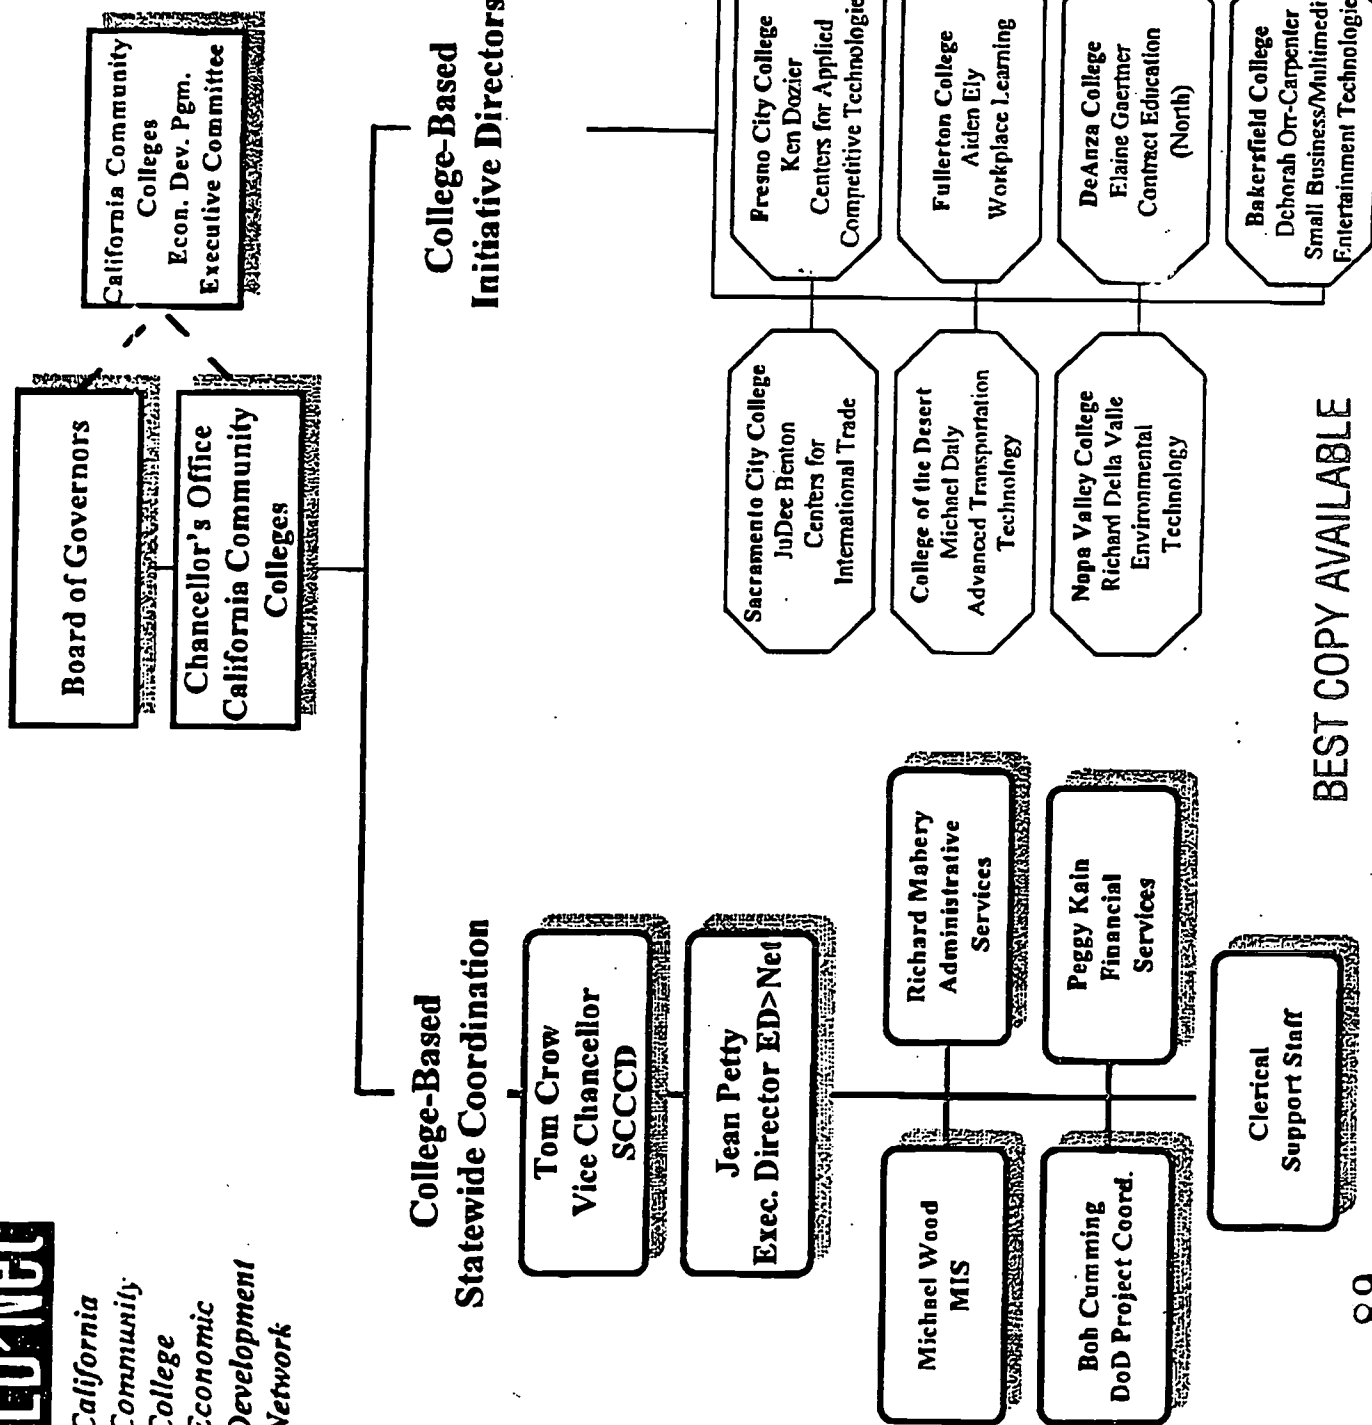 ED>Net
California
Community
College
Economic
Development
Network
Board of Governors
Chancellor's Office
California Community
Colleges
California Community
Colleges
Econ. Dev. Pgm.
Executive Committee
College-Based
Statewide Coordination
Tom Crow
Vice Chancellor
SCCCD
Jean Petty
Exec. Director ED>Net
Michael Wood
MIS
Richard Mabery
Administrative
Services
Bob Cumming
DoD Project Coord.
Peggy Kain
Financial
Services
Clerical
Support Staff
College-Based
Initiative Directors
Sacramento City College
JuDee Benton
Centers for
International Trade
Fresno City College
Ken Dozier
Centers for Applied
Competitive Technologie
College of the Desert
Michael Daly
Advanced Transportation
Technology
Fullerton College
Aiden Ely
Workplace Learning
Napa Valley College
Richard Della Valle
Environmental
Technology
DeAnza College
Elaine Gaertner
Contract Education
(North)
Bakersfield College
Deborah Orr-Carpenter
Small Business/Multimedi
Entertainment Technologie
BEST COPY AVAILABLE